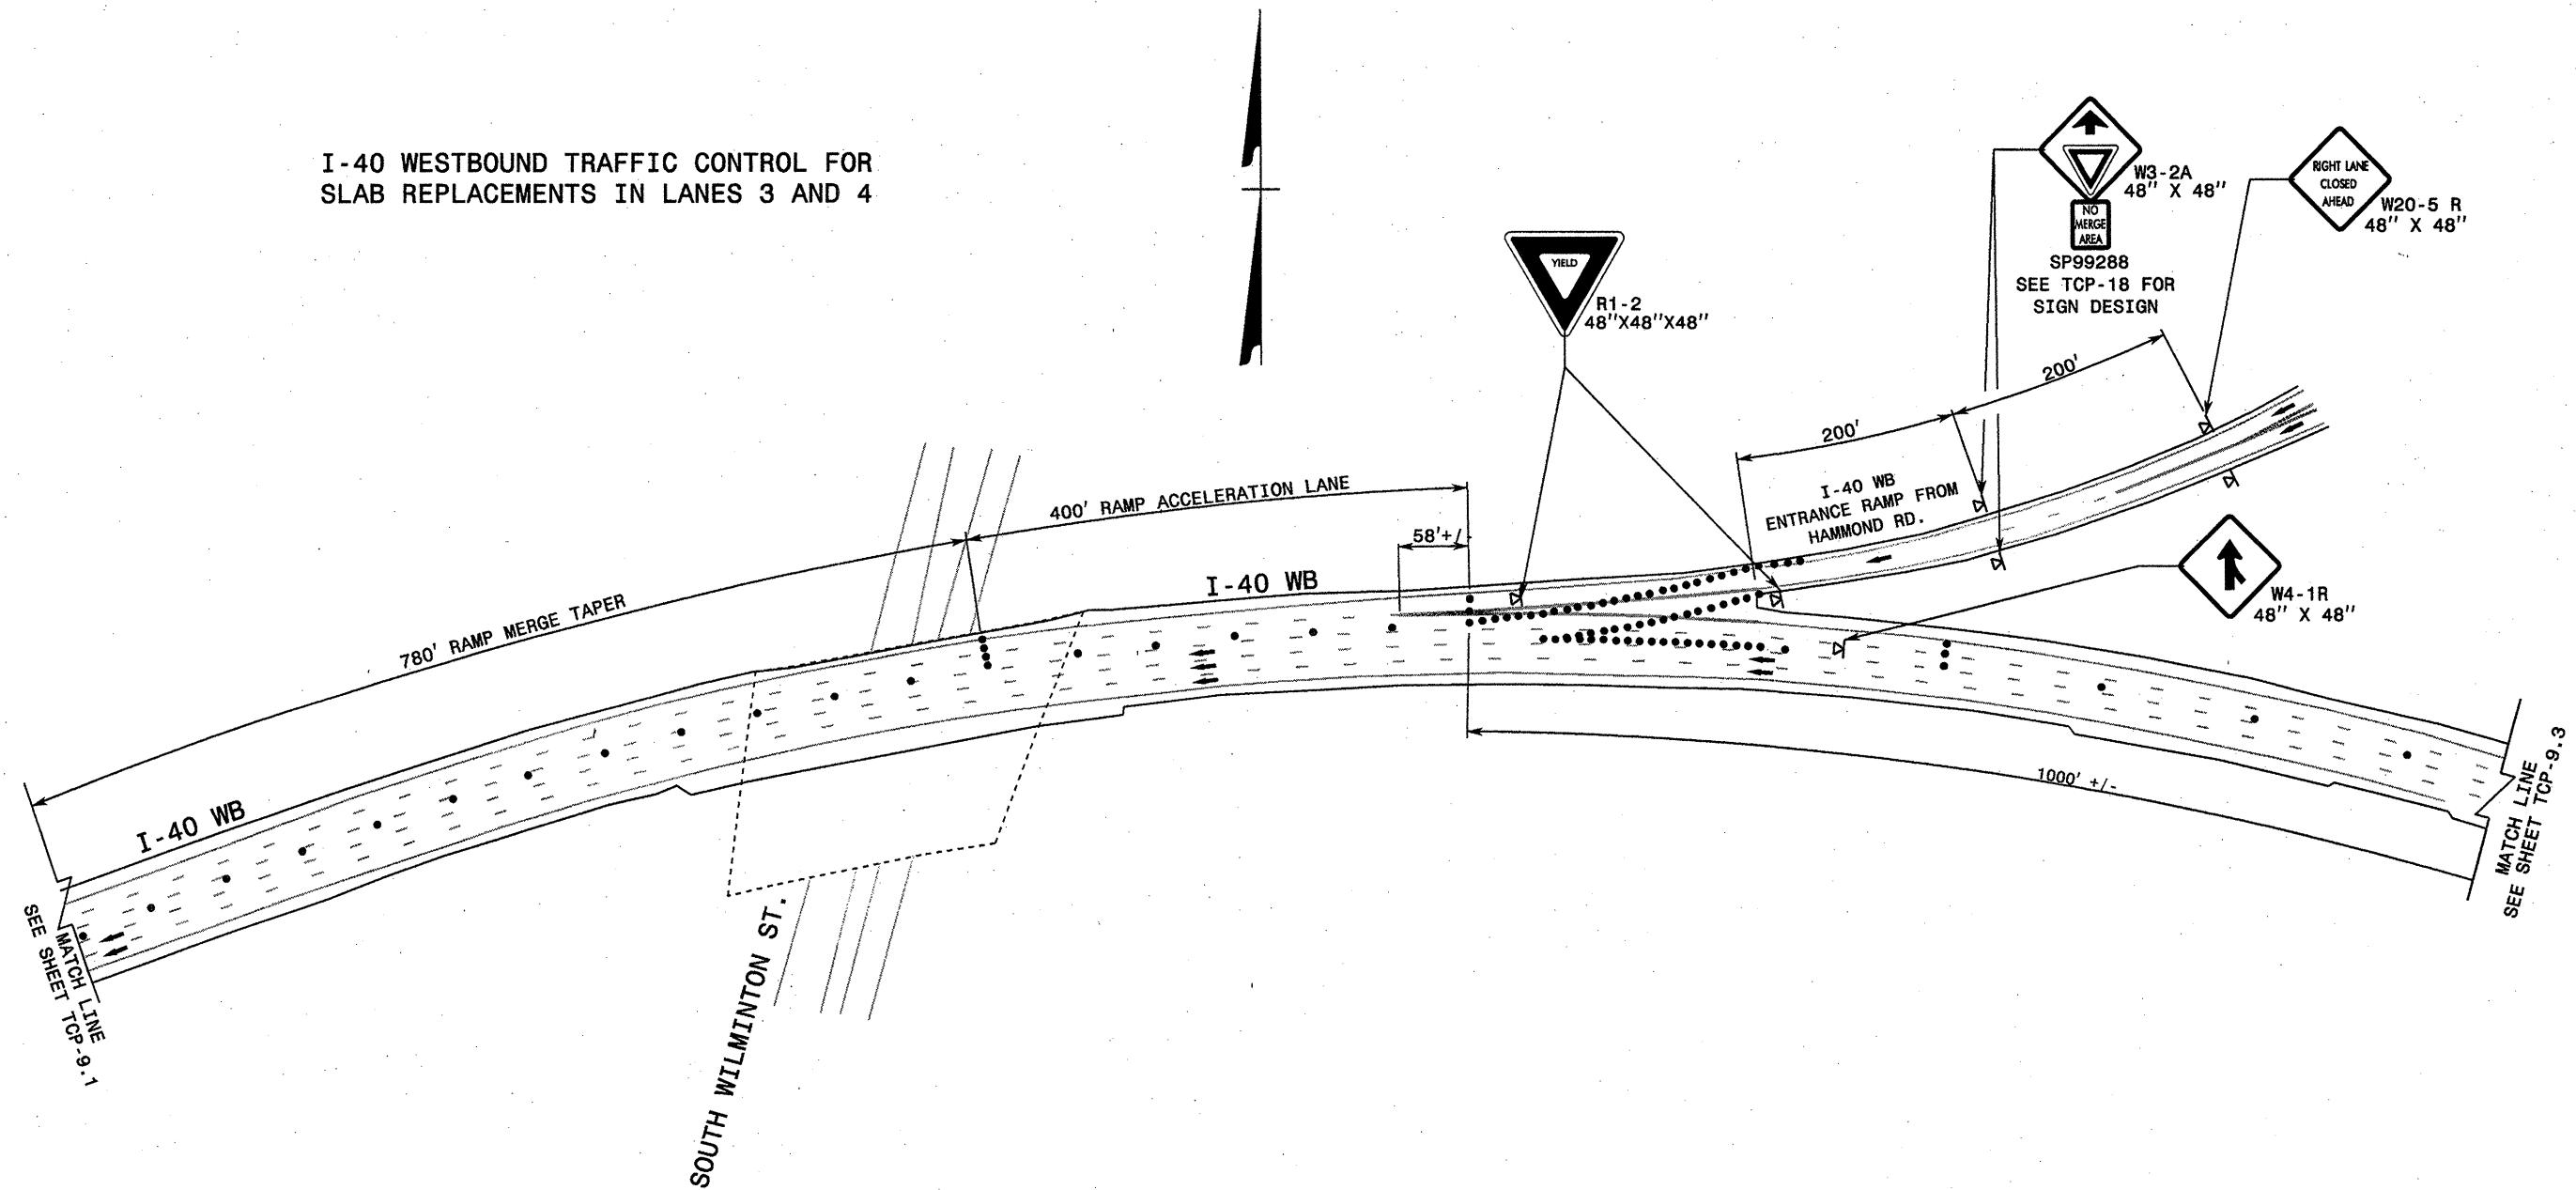 I-40 WESTBOUND TRAFFIC CONTROL FOR
SLAB REPLACEMENTS IN LANES 3 AND 4
W3-2A
48" X 48"
NO
MERGE
AREA
SP99288
SEE TCP-18 FOR
SIGN DESIGN
RIGHT LANE
CLOSED
AHEAD
W20-5 R
48" X 48"
YIELD
R1-2
48"X48"X48"
200'
200'
I-40 WB
ENTRANCE RAMP FROM
HAMMOND RD.
400' RAMP ACCELERATION LANE
58'+/-
I-40 WB
W4-1R
48" X 48"
780' RAMP MERGE TAPER
1000' +/-
I-40 WB
MATCH LINE
SEE SHEET TCP-9.3
MATCH LINE
SEE SHEET TCP-9.1
SOUTH WILMINTON ST.